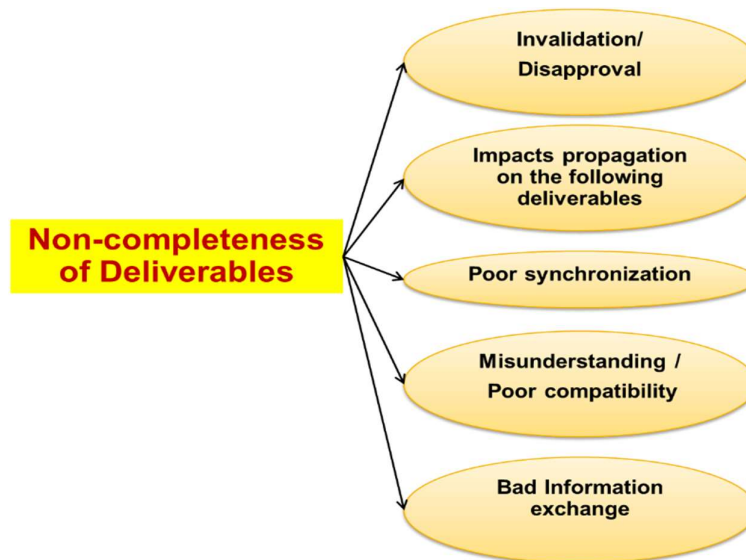 Invalidation/
Disapproval
Impacts propagation
on the following
deliverables
Non-completeness
of Deliverables
Poor synchronization
Misunderstanding /
Poor compatibility
Bad Information
exchange